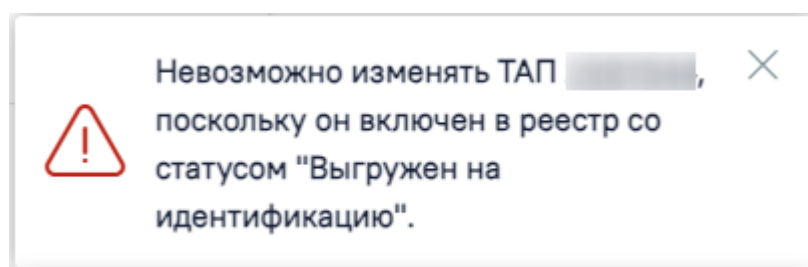 Невозможно изменять ТАП ,
поскольку он включен в реестр со
статусом "Выгружен на
идентификацию".